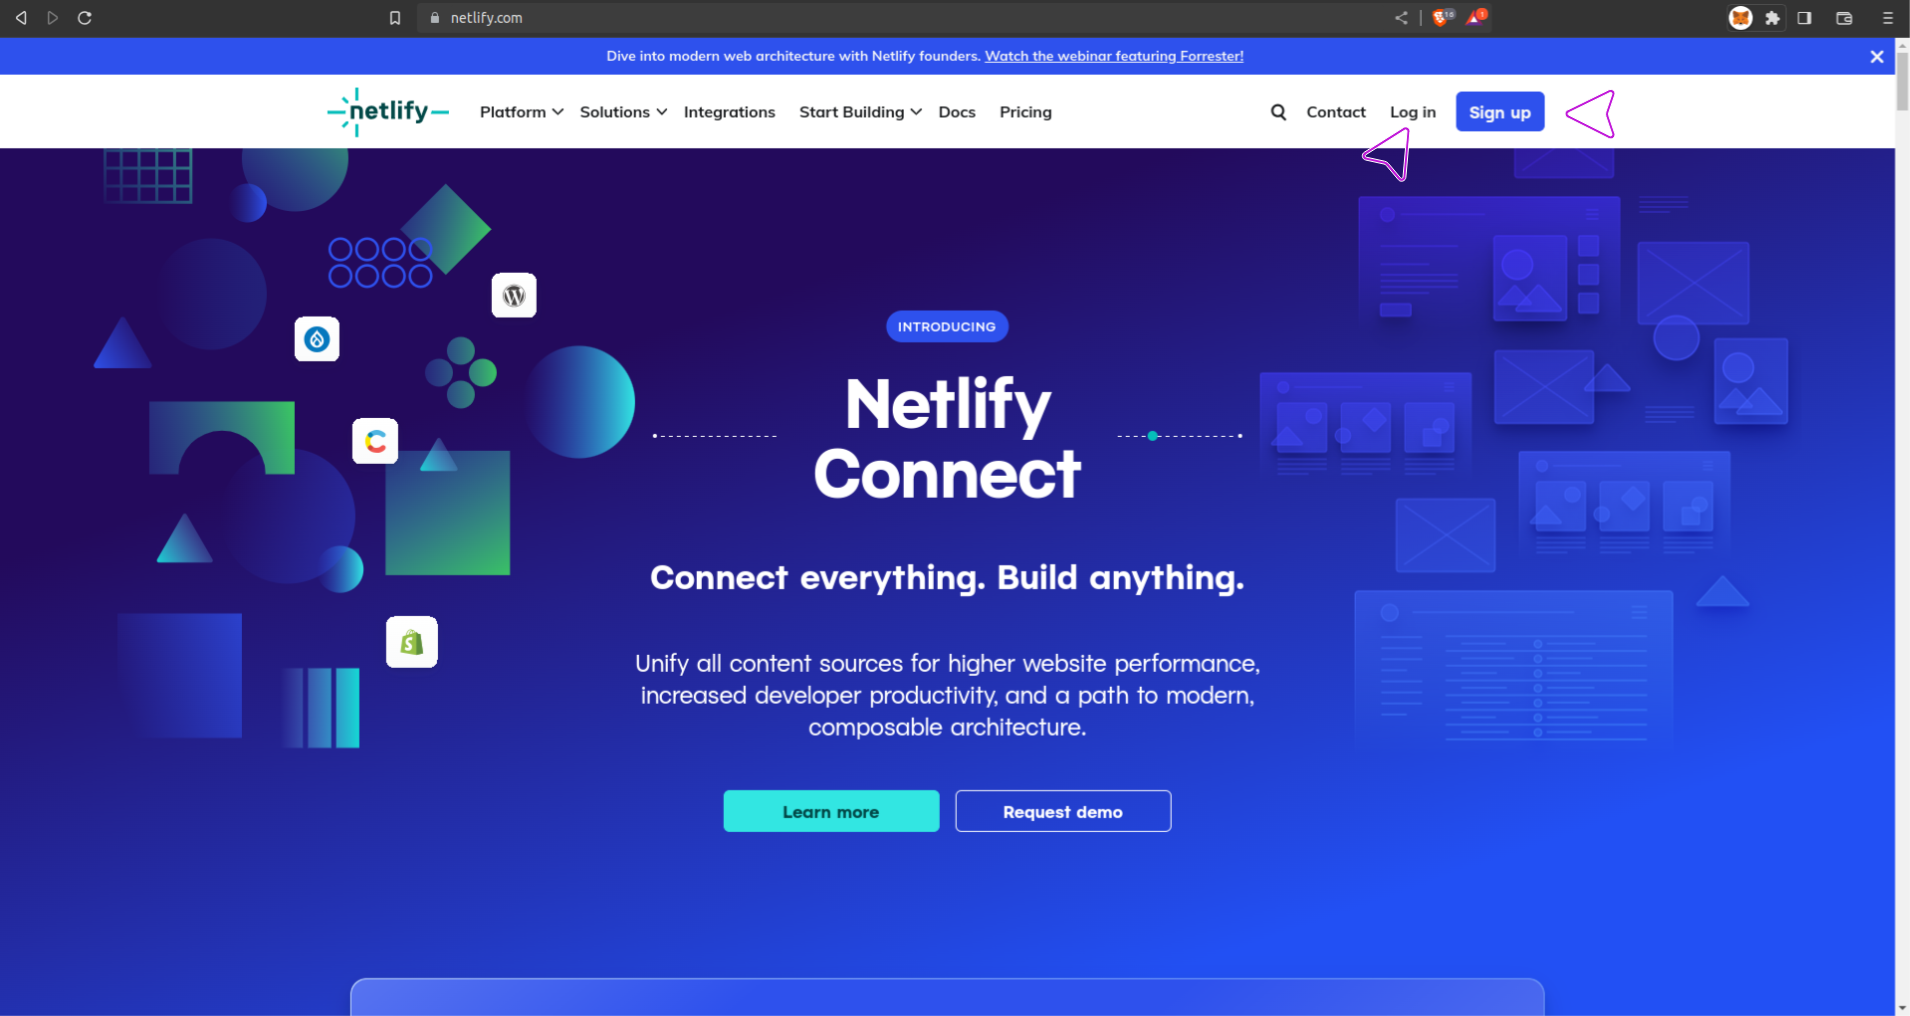 netlify.com
16
1
Dive into modern web architecture with Netlify founders. Watch the webinar featuring Forrester!
netlify
Platform
Solutions
Integrations
Start Building
Docs
Pricing
Contact
Log in
Sign up
INTRODUCING
Netlify
Connect
Connect everything. Build anything.
Unify all content sources for higher website performance,
increased developer productivity, and a path to modern,
composable architecture.
Learn more
Request demo